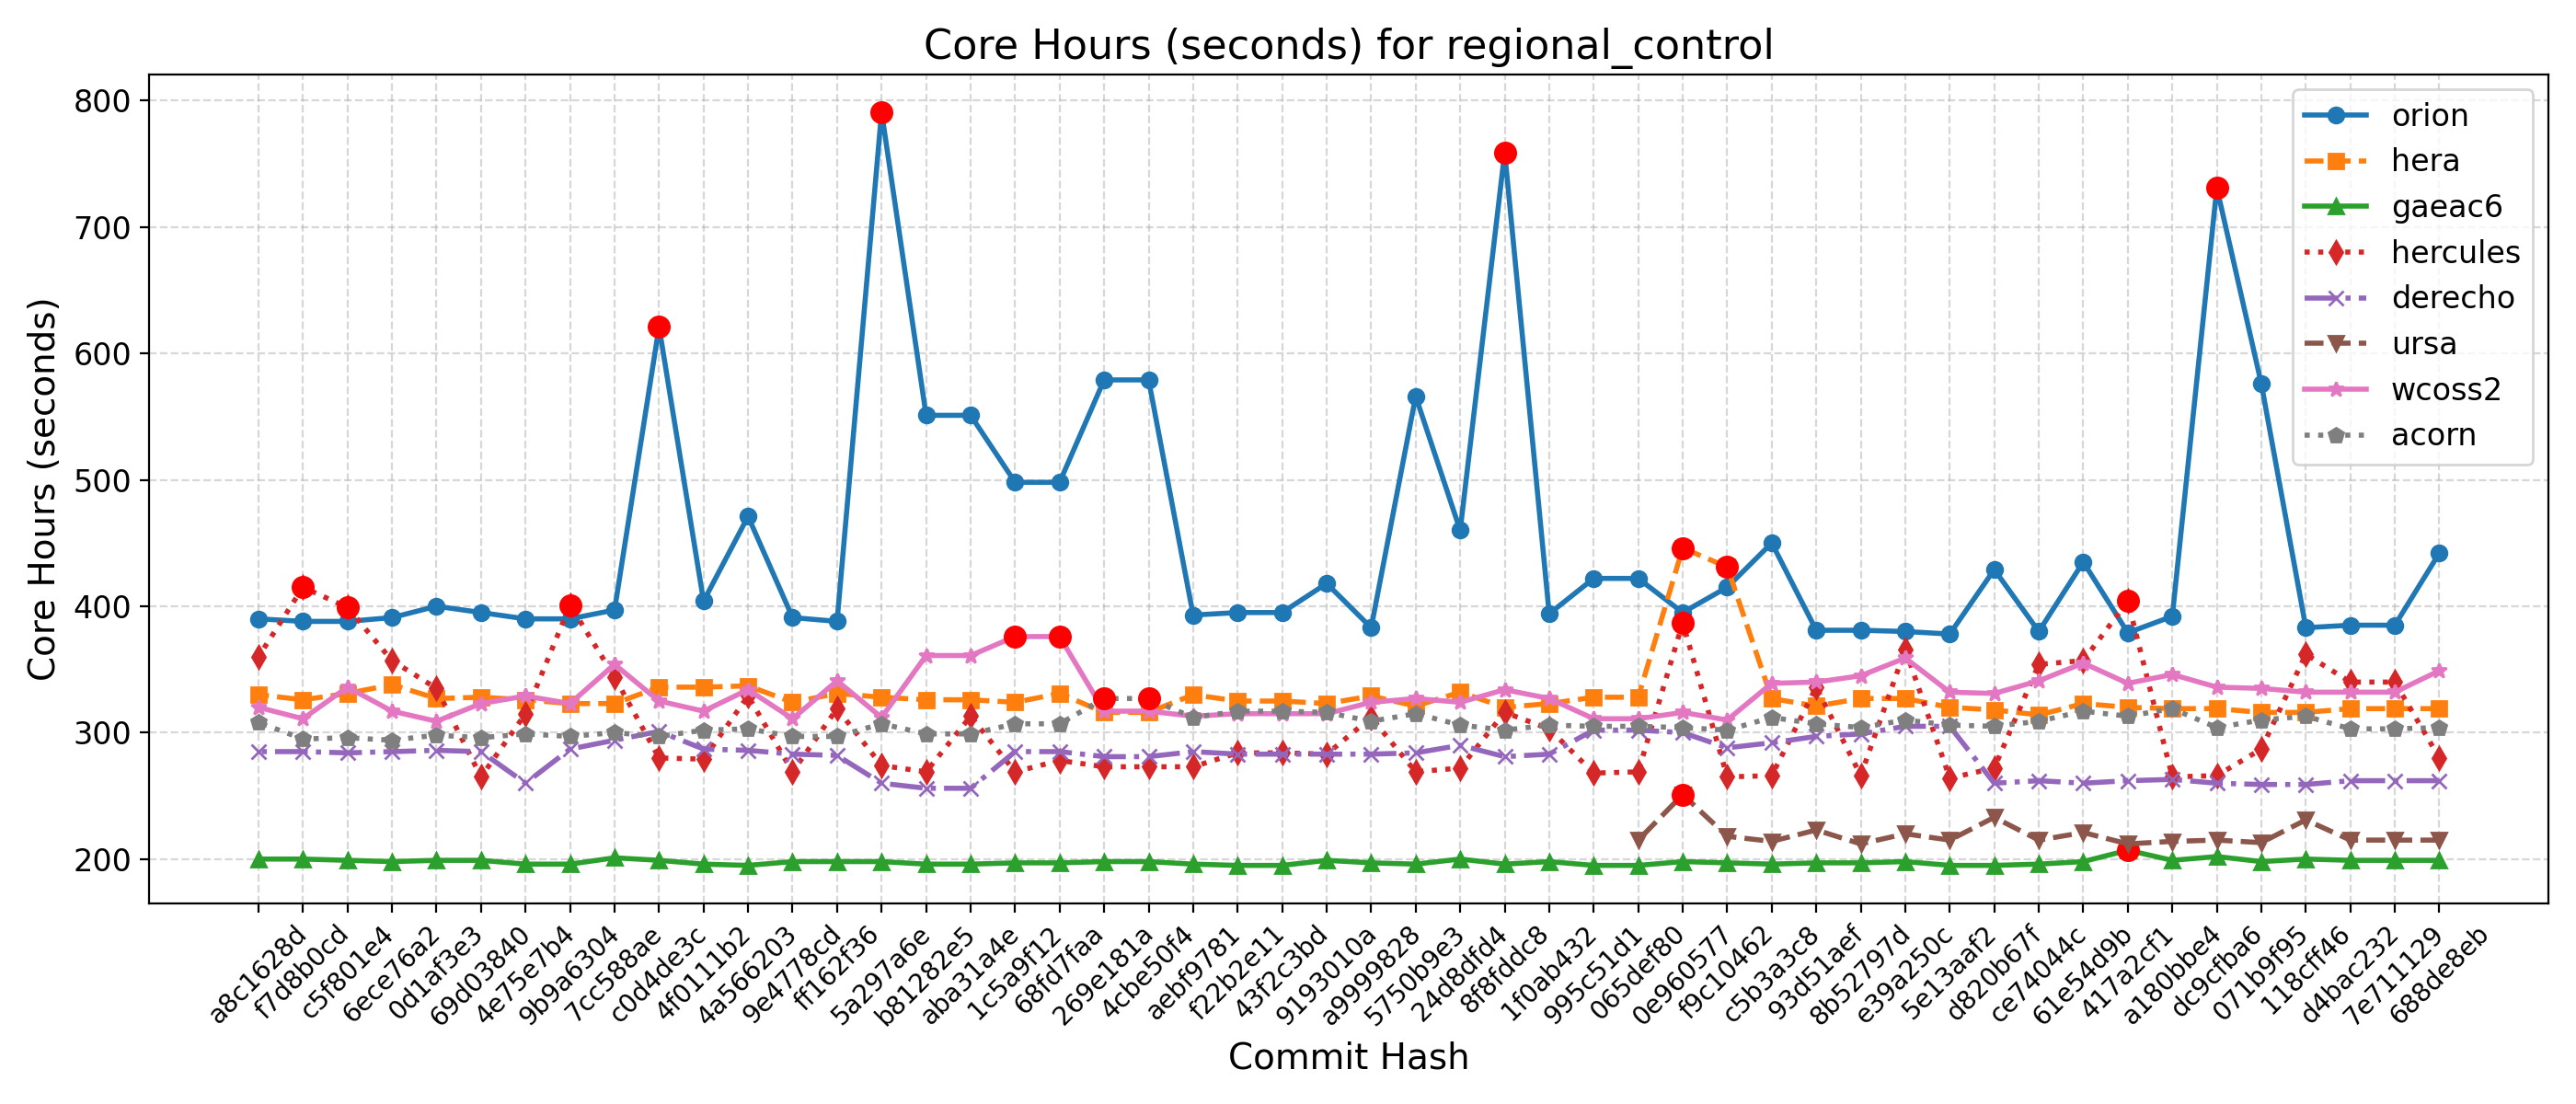 Core Hours (seconds) for regional_control
Core Hours (seconds)
800
700
600
500
400
300
200
orion
hera
gaeac6
hercules
derecho
ursa
wcoss2
acorn
a8c1628d
f7d8b0cd
c5f801e4
6ece76a2
0d1af3e3
69d03840
4e75e7b4
9b9a6304
7cc588ae
c0d4de3c
4f0111b2
4a566203
9e4778cd
ff162f36
5a297a6e
b81282e5
aba31a4e
1c5a9f12
68fd7faa
269e181a
4cbe50f4
aebf9781
f22b2e11
43f2c3bd
9193010a
a9999828
5750b9e3
24d8dfd4
8f8fddc8
1f0ab432
995c51d1
065def80
0e960577
f9c10462
c5b3a3c8
93d51aef
8b52797d
e39a250c
5e13aaf2
d820b67f
ce74044c
61e54d9b
417a2cf1
a180bbe4
dc9cfba6
071b9f95
118cff46
d4bac232
7e711129
688de8eb
Commit Hash